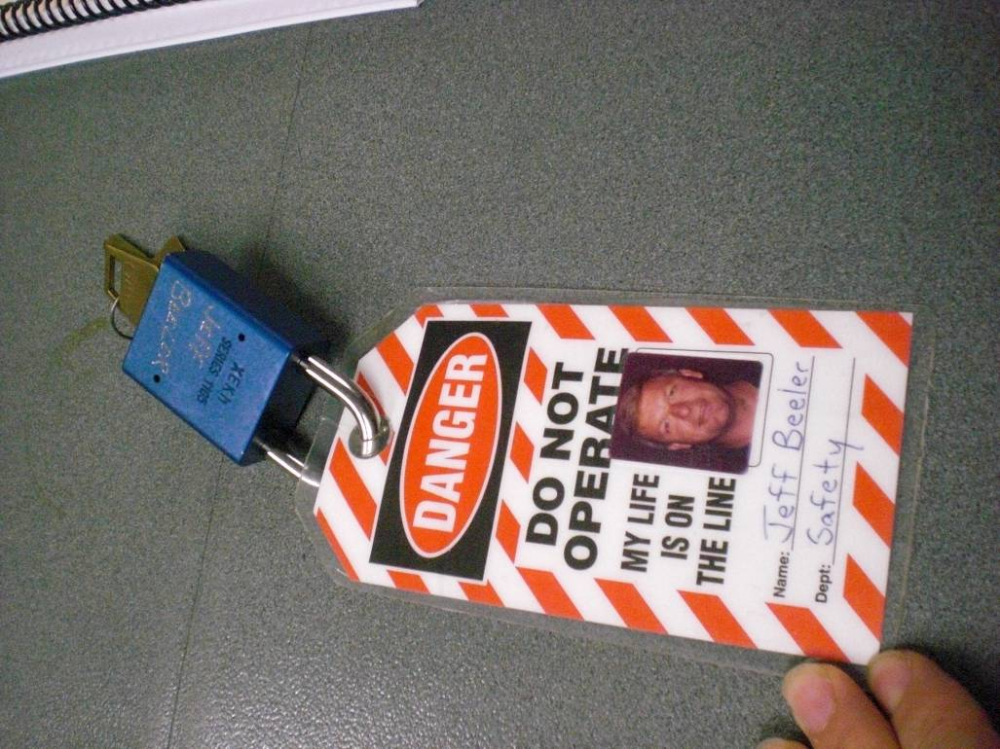 DANGER
DO NOT
OPERATE
MY LIFE
IS ON
THE LINE
Name: Jeff Beeler
Dept: Safety
JEFF
BEELER
SERIES 1105